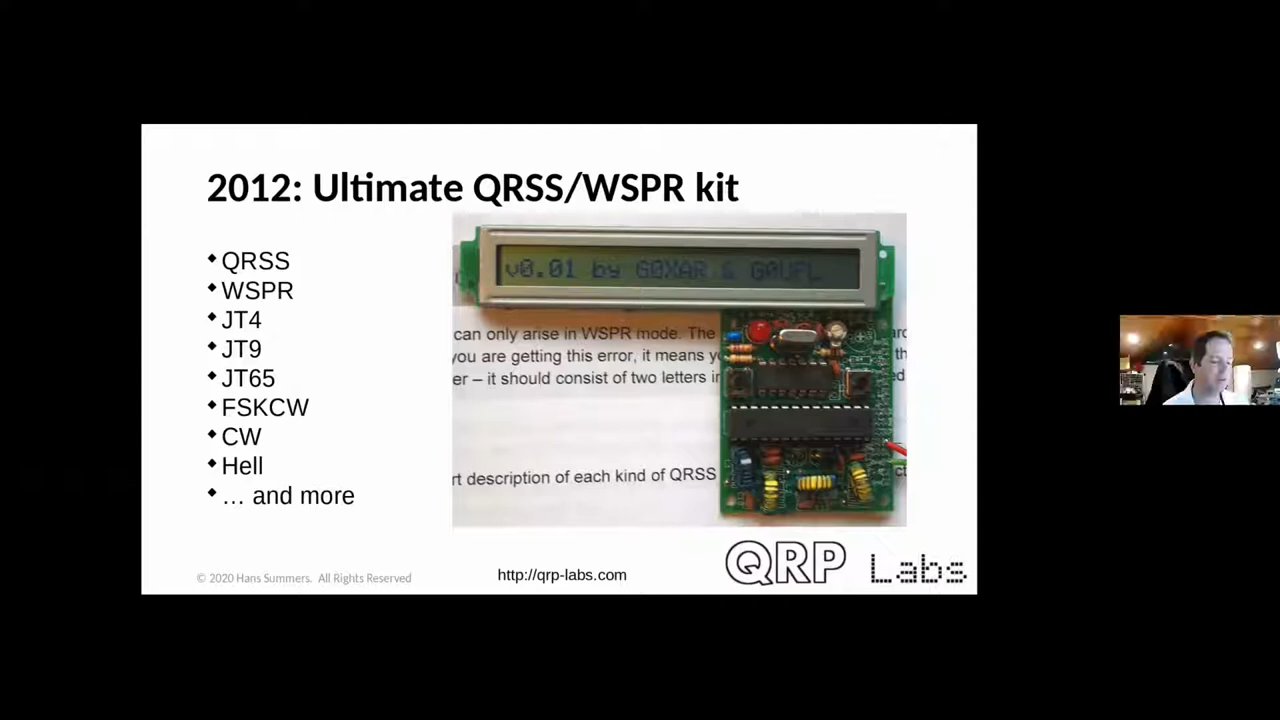 2012: Ultimate QRSS/WSPR kit
QRSS
WSPR
JT4
JT9
JT65
FSKCW
CW
Hell
… and more
v0.01 by G0XAR & G0UPL
can only arise in WSPR mode. The
you are getting this error, it means
er – it should consist of two letters
rt description of each kind of QRSS
© 2020 Hans Summers. All Rights Reserved
http://qrp-labs.com
QRP Labs